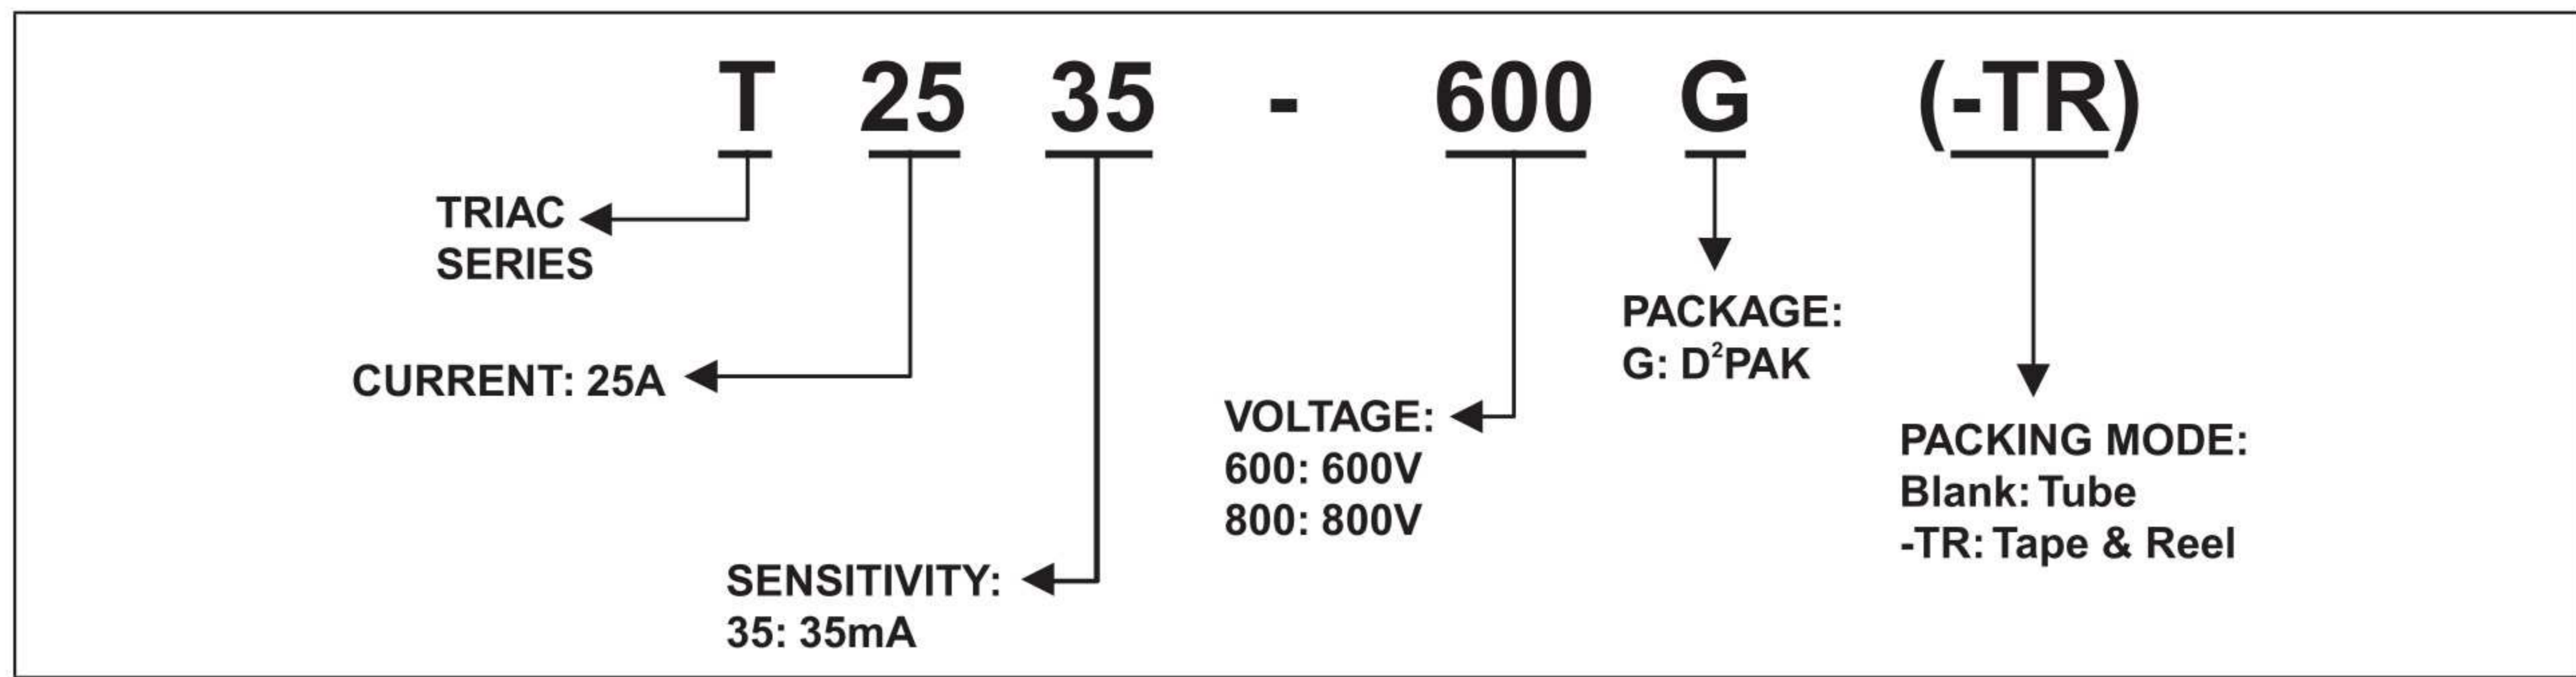 T 25 35 - 600 G (-TR)
TRIAC
SERIES
CURRENT: 25A
SENSITIVITY:
35: 35mA
VOLTAGE:
600: 600V
800: 800V
PACKAGE:
G: D²PAK
PACKING MODE:
Blank: Tube
-TR: Tape & Reel